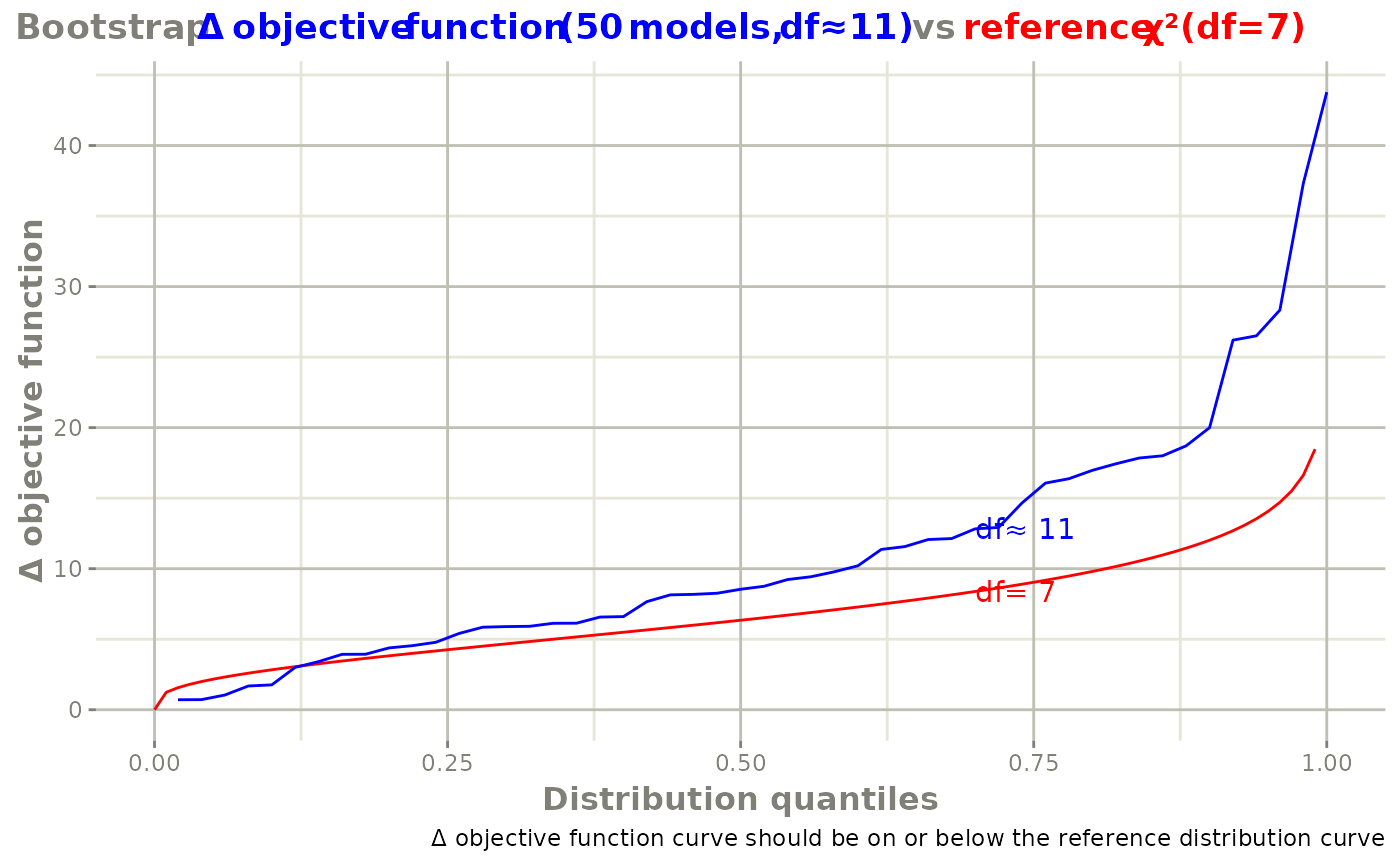 Bootstrap Δ objective function (50 models, df≈11) vs reference χ²(df=7)
Δ objective function
40
30
20
10
0
df≈ 11
df= 7
0.00 0.25 0.50 0.75 1.00
Distribution quantiles
Δ objective function curve should be on or below the reference distribution curve